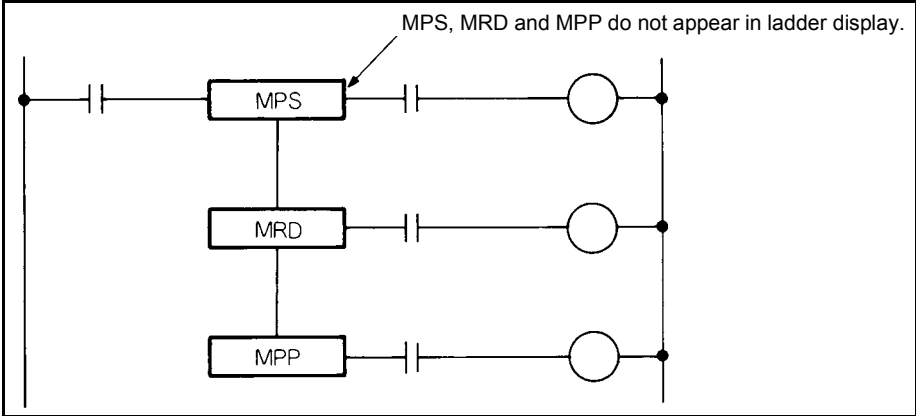 MPS, MRD and MPP do not appear in ladder display.
MPS
MRD
MPP